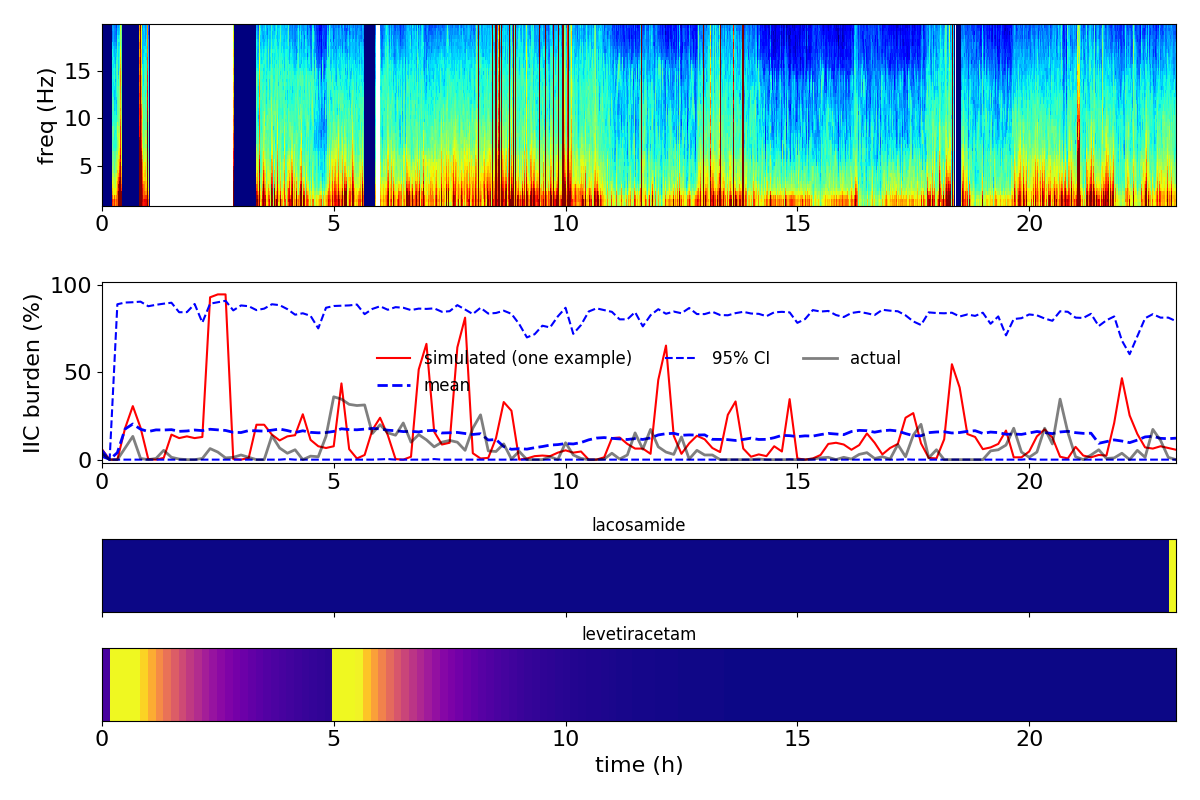 freq (Hz)
15
10
5
0 5 10 15 20
IIC burden (%)
100
50
0
simulated (one example) 95% CI actual
mean
0 5 10 15 20
lacosamide
levetiracetam
0 5 10 15 20
time (h)